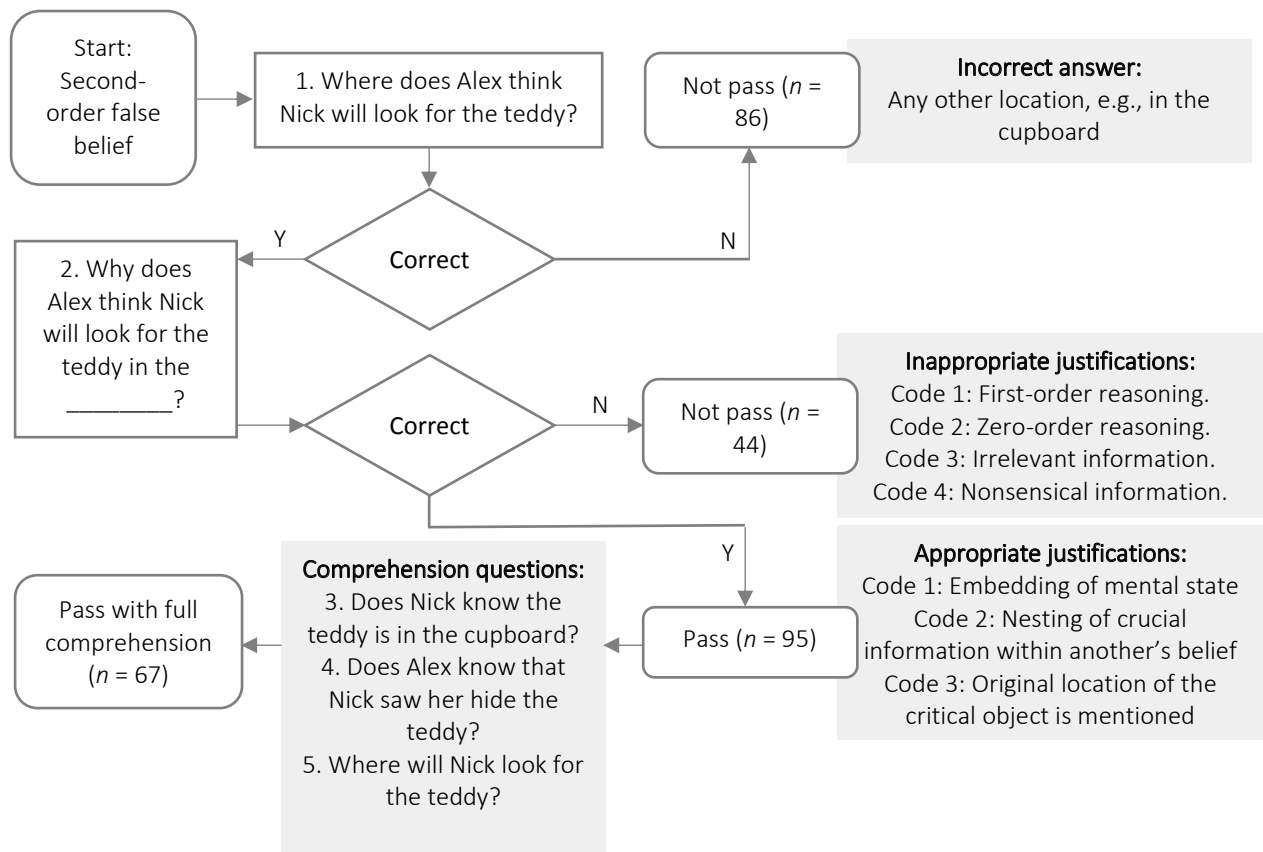 Start:
Second-
order false
belief
1. Where does Alex think
Nick will look for the teddy?
Not pass (n =
86)
Incorrect answer:
Any other location, e.g., in the
cupboard
Correct
Y
N
2. Why does
Alex think Nick
will look for the
teddy in the
_________?
Correct
N
Not pass (n =
44)
Inappropriate justifications:
Code 1: First-order reasoning.
Code 2: Zero-order reasoning.
Code 3: Irrelevant information.
Code 4: Nonsensical information.
Y
Pass (n = 95)
Appropriate justifications:
Code 1: Embedding of mental state
Code 2: Nesting of crucial
information within another’s belief
Code 3: Original location of the
critical object is mentioned
Comprehension questions:
3. Does Nick know the
teddy is in the cupboard?
4. Does Alex know that
Nick saw her hide the
teddy?
5. Where will Nick look for
the teddy?
Pass with full
comprehension
(n = 67)